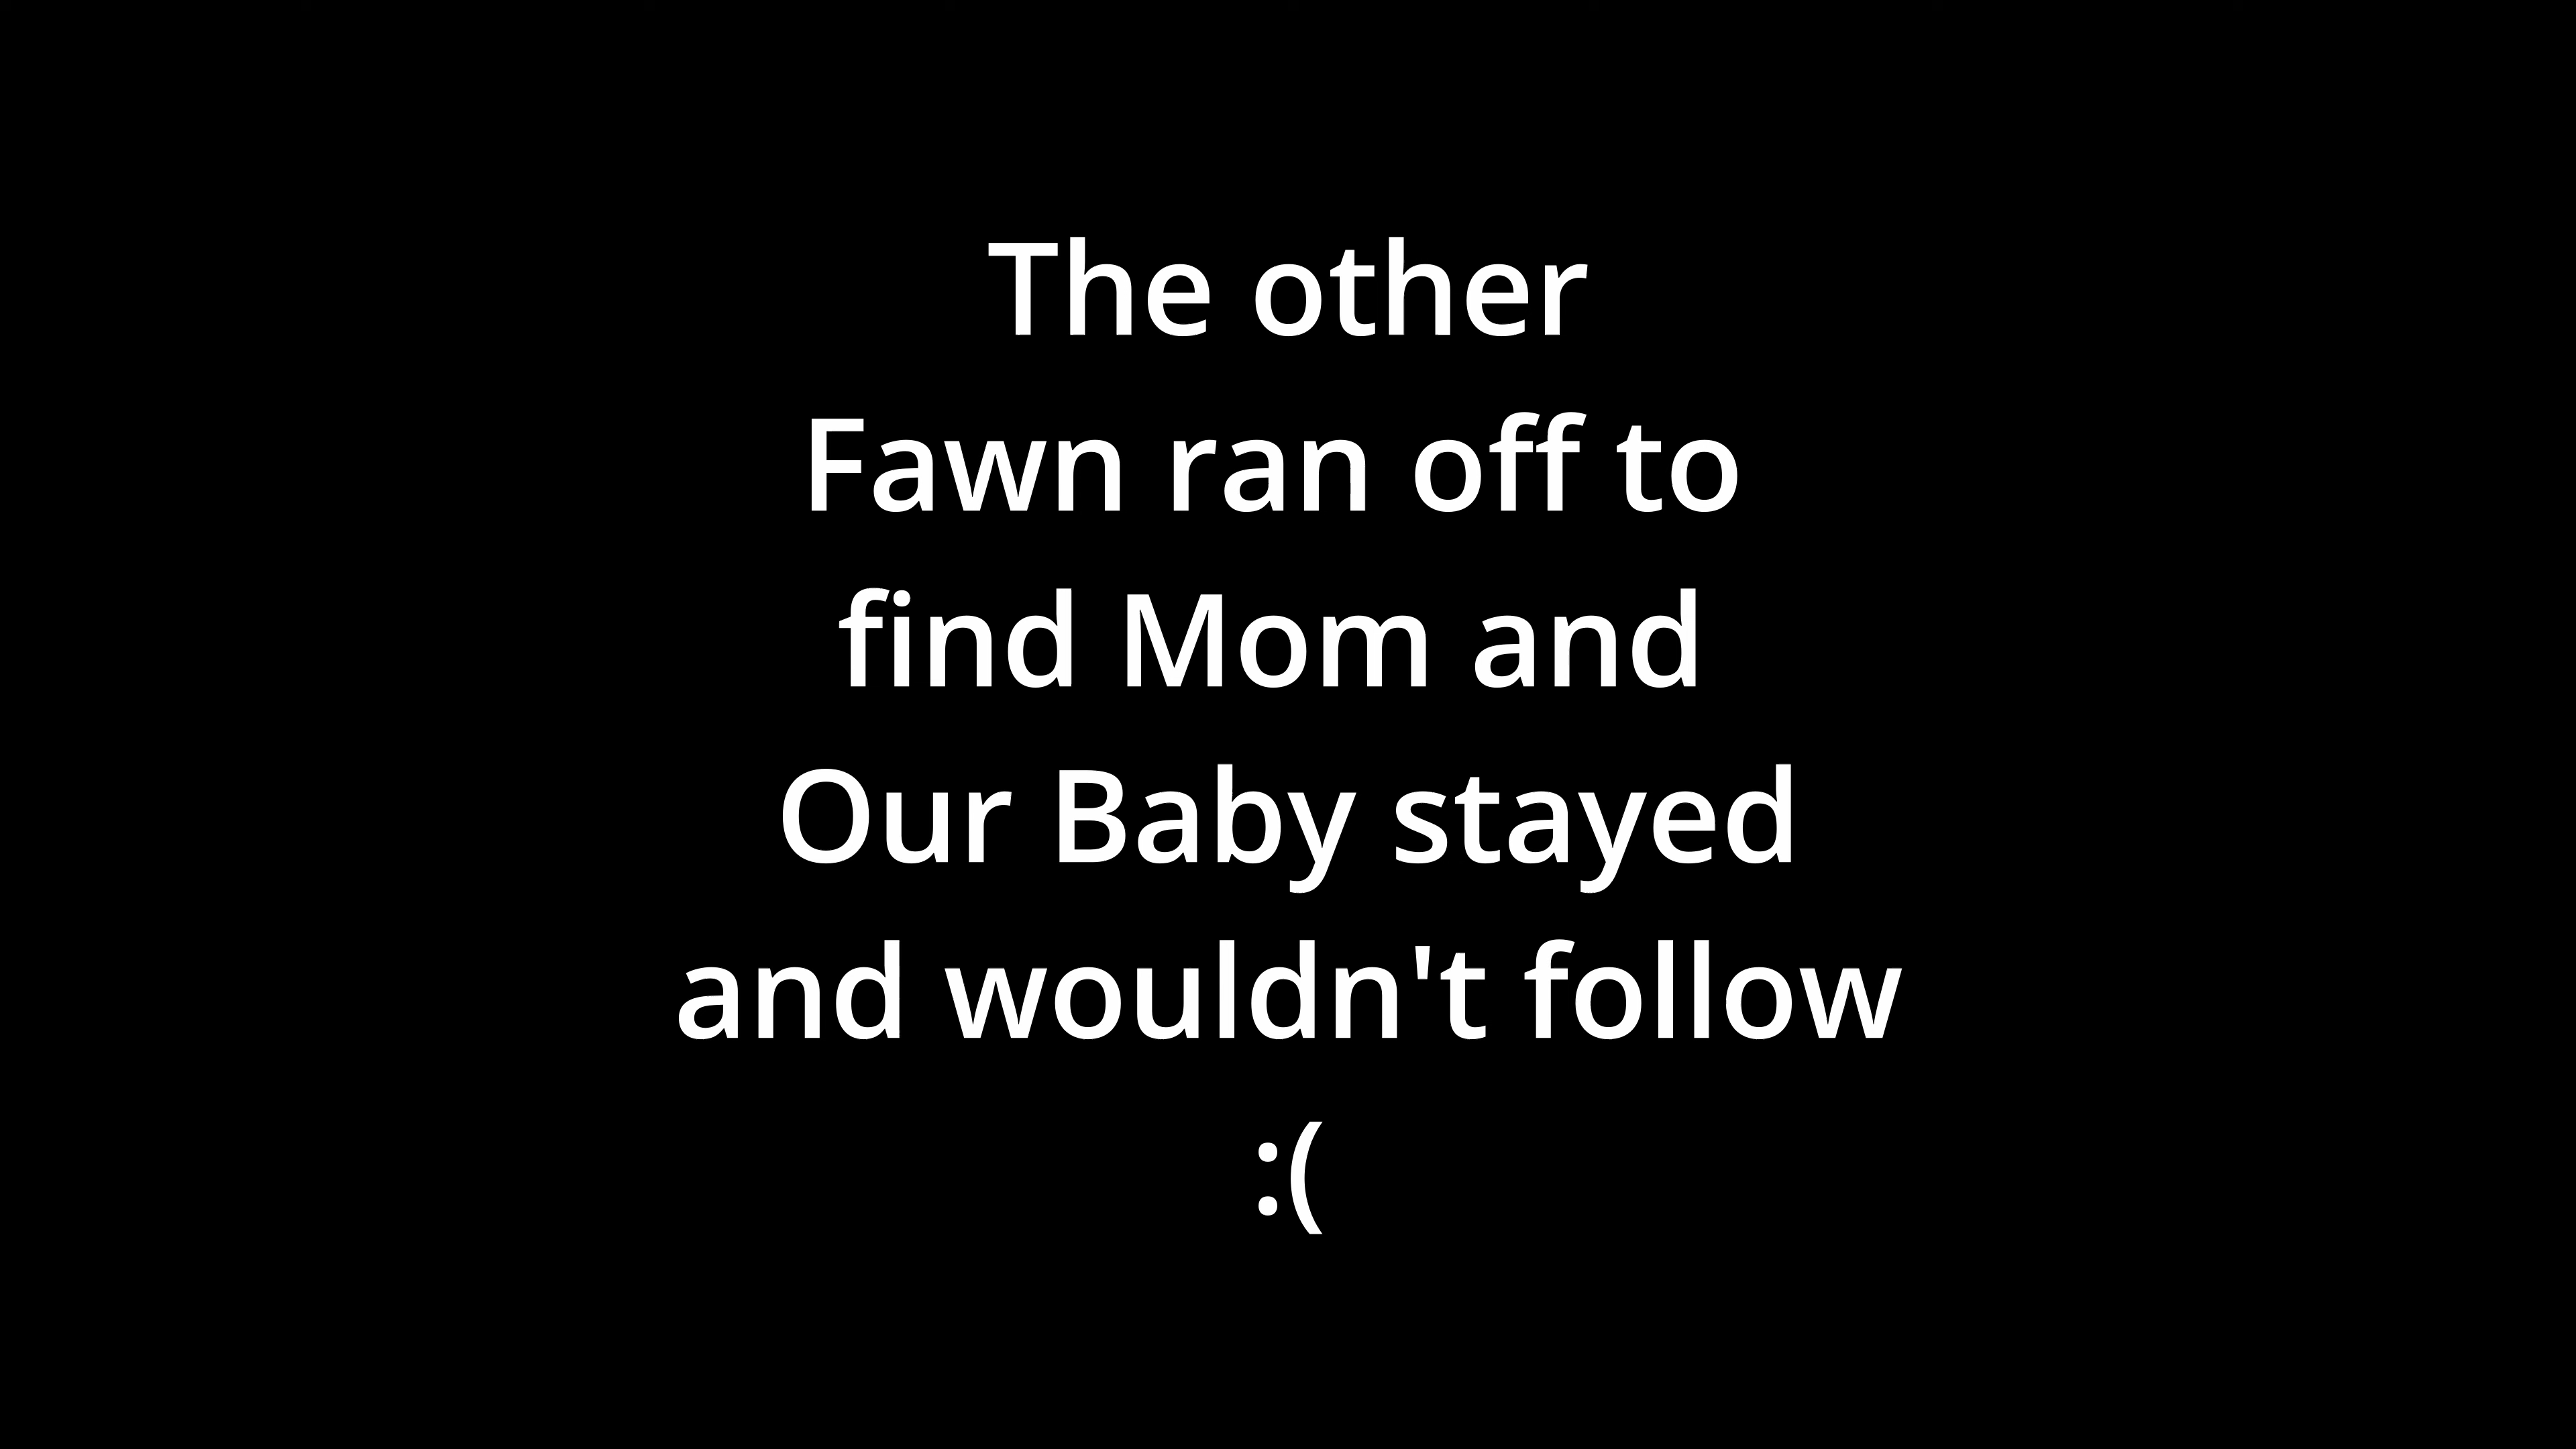 The other
Fawn ran off to
find Mom and
Our Baby stayed
and wouldn't follow
:(